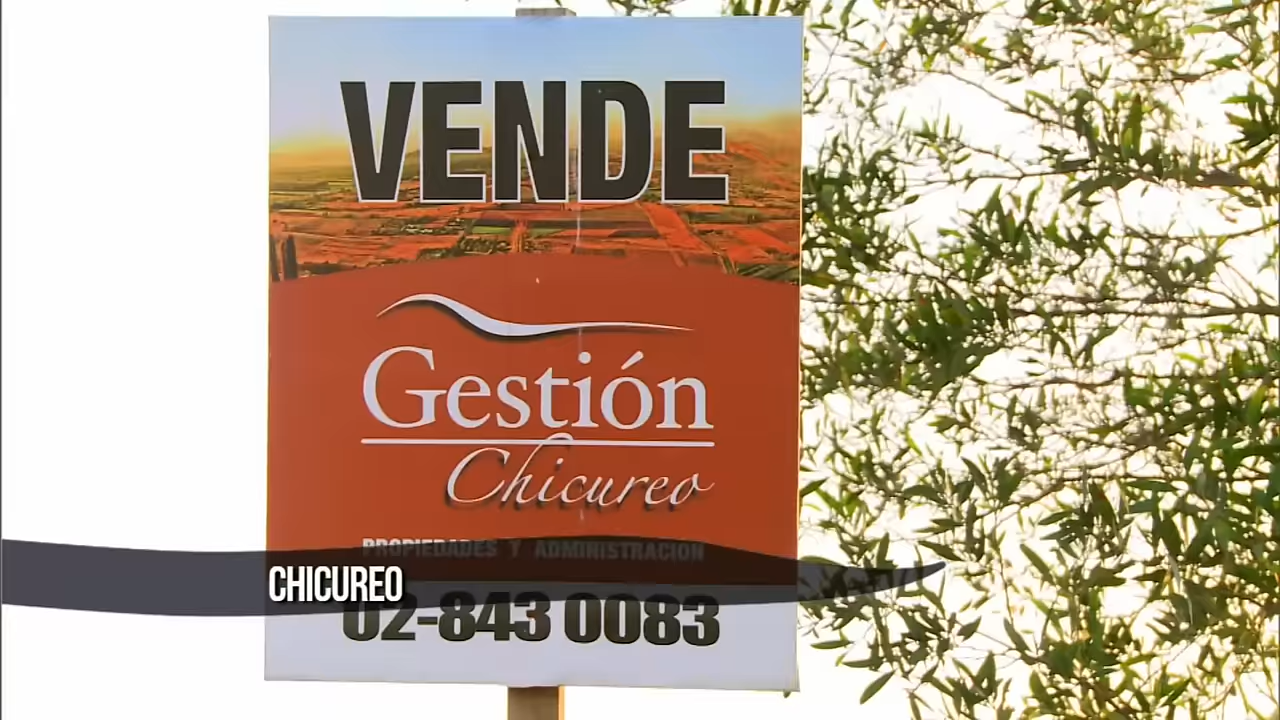 VENDE
Gestión
Chicureo
PROPIEDADES Y ADMINISTRACION
CHICUREO
02-843 0083